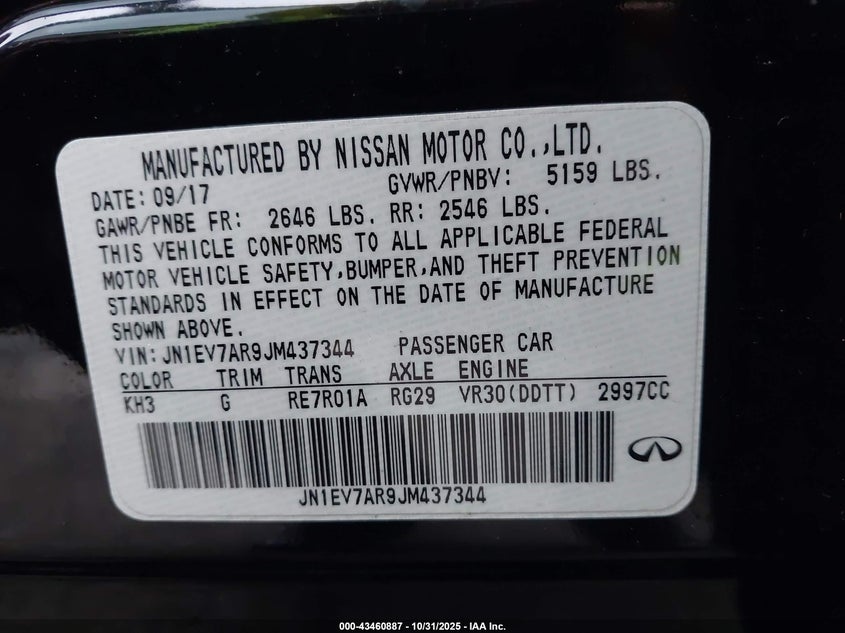 MANUFACTURED BY NISSAN MOTOR CO.,LTD.
DATE: 09/17 GVWR/PNBV: 5159 LBS.
GAWR/PNBE FR: 2646 LBS. RR: 2546 LBS.
THIS VEHICLE CONFORMS TO ALL APPLICABLE FEDERAL
MOTOR VEHICLE SAFETY,BUMPER,AND THEFT PREVENTION
STANDARDS IN EFFECT ON THE DATE OF MANUFACTURE
SHOWN ABOVE.
VIN: JN1EV7AR9JM437344 PASSENGER CAR
COLOR TRIM TRANS AXLE ENGINE
KH3 G RE7R01A RG29 VR30(DDTT) 2997CC
JN1EV7AR9JM437344
000-43460887 - 10/31/2025 - IAA Inc.